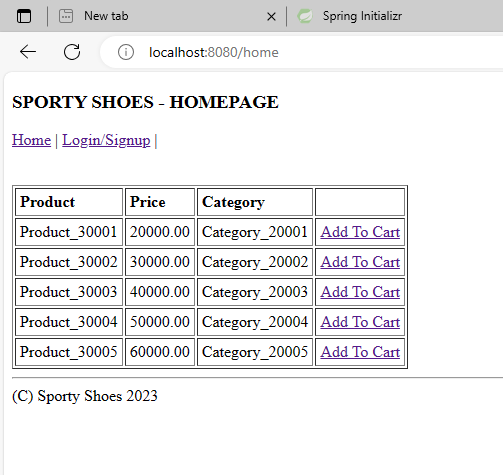 New tab
Spring Initializr
localhost:8080/home
SPORTY SHOES - HOMEPAGE
Home | Login/Signup |
Product Price Category
Product_30001 20000.00 Category_20001 Add To Cart
Product_30002 30000.00 Category_20002 Add To Cart
Product_30003 40000.00 Category_20003 Add To Cart
Product_30004 50000.00 Category_20004 Add To Cart
Product_30005 60000.00 Category_20005 Add To Cart
(C) Sporty Shoes 2023